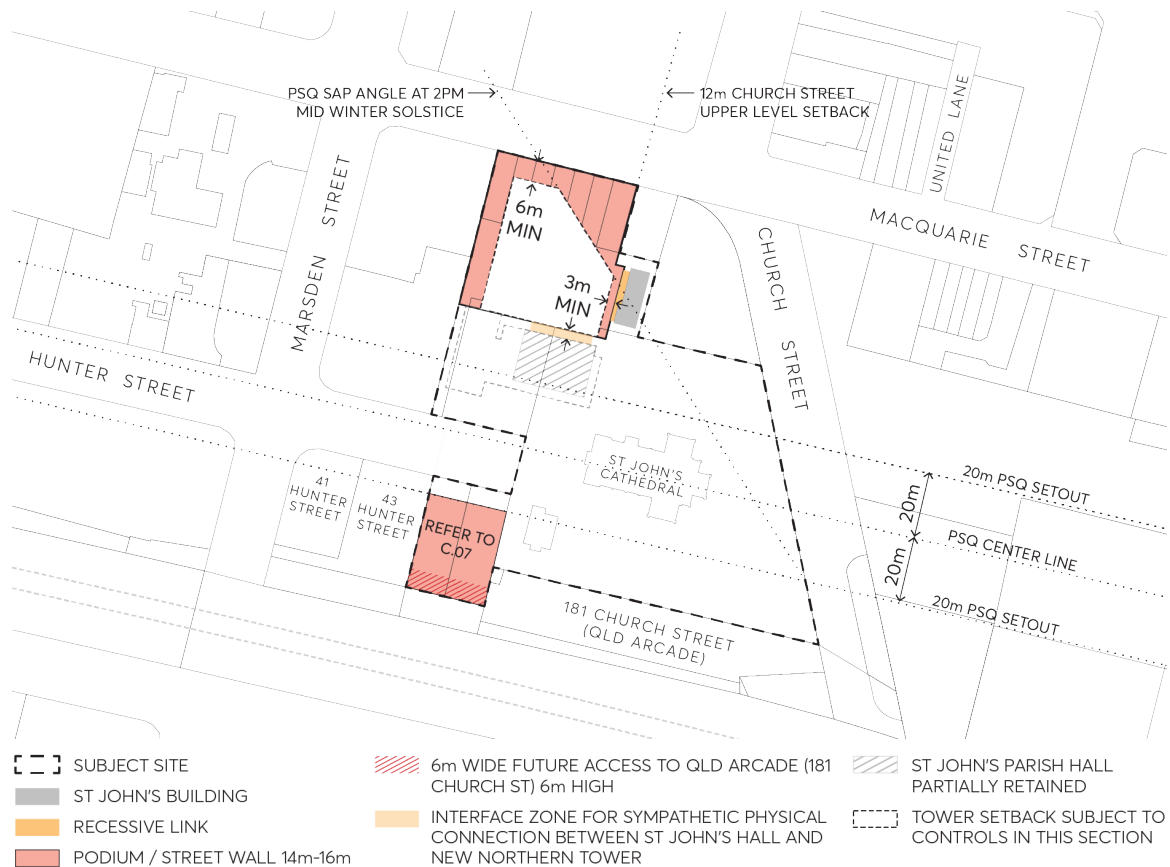 PSQ SAP ANGLE AT 2PM
MID WINTER SOLSTICE
12m CHURCH STREET
UPPER LEVEL SETBACK
UNITED LANE
MARSDEN STREET
6m
MIN
MACQUARIE STREET
CHURCH STREET
3m
MIN
HUNTER STREET
ST JOHN'S
CATHEDRAL
41
HUNTER
STREET
43
HUNTER
STREET
REFER TO
C.07
20m PSQ SETOUT
20m
PSQ CENTER LINE
20m
20m PSQ SETOUT
181 CHURCH STREET
(QLD ARCADE)
SUBJECT SITE
ST JOHN'S BUILDING
RECESSIVE LINK
PODIUM / STREET WALL 14m-16m
6m WIDE FUTURE ACCESS TO QLD ARCADE (181
CHURCH ST) 6m HIGH
INTERFACE ZONE FOR SYMPATHETIC PHYSICAL
CONNECTION BETWEEN ST JOHN'S HALL AND
NEW NORTHERN TOWER
ST JOHN'S PARISH HALL
PARTIALLY RETAINED
TOWER SETBACK SUBJECT TO
CONTROLS IN THIS SECTION